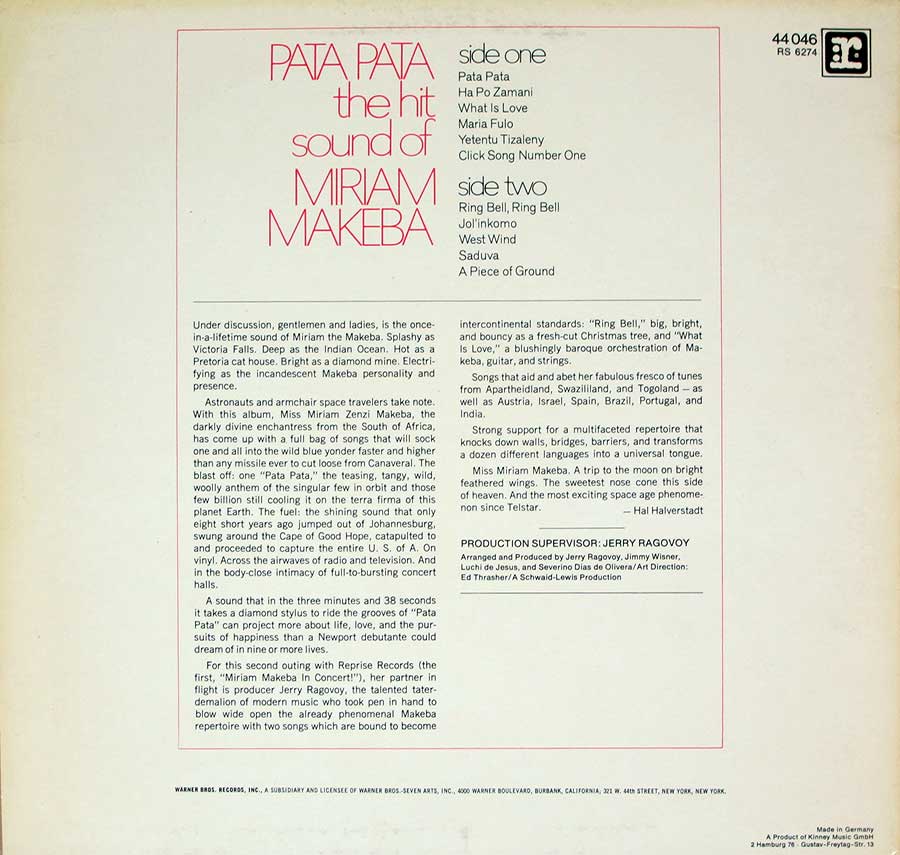 PATA PATA
the hit
sound of
MIRIAM
MAKEBA
side one
Pata Pata
Ha Po Zamani
What Is Love
Maria Fulo
Yetentu Tizaleny
Click Song Number One
side two
Ring Bell, Ring Bell
Jol'inkomo
West Wind
Saduva
A Piece of Ground
44 046
RS 6274
r:
Under discussion, gentlemen and ladies, is the once-
in-a-lifetime sound of Miriam the Makeba. Splashy as
Victoria Falls. Deep as the Indian Ocean. Hot as a
Pretoria cat house. Bright as a diamond mine. Electri-
fying as the incandescent Makeba personality and
presence.
Astronauts and armchair space travelers take note.
With this album, Miss Miriam Zenzi Makeba, the
darkly divine enchantress from the South of Africa,
has come up with a full bag of songs that will sock
one and all into the wild blue yonder faster and higher
than any missile ever to cut loose from Canaveral. The
blast off: one "Pata Pata," the teasing, tangy, wild,
woolly anthem of the singular few in orbit and those
few billion still cooling it on the terra firma of this
planet Earth. The fuel: the shining sound that only
eight short years ago jumped out of Johannesburg,
swung around the Cape of Good Hope, catapulted to
and proceeded to capture the entire U. S. of A. On
vinyl. Across the airwaves of radio and television. And
in the body-close intimacy of full-to-bursting concert
halls.
A sound that in the three minutes and 38 seconds
it takes a diamond stylus to ride the grooves of "Pata
Pata" can project more about life, love, and the pur-
suits of happiness than a Newport debutante could
dream of in nine or more lives.
For this second outing with Reprise Records (the
first, "Miriam Makeba In Concert!"), her partner in
flight is producer Jerry Ragovoy, the talented tater-
demalion of modern music who took pen in hand to
blow wide open the already phenomenal Makeba
repertoire with two songs which are bound to become
intercontinental standards: "Ring Bell," big, bright,
and bouncy as a fresh-cut Christmas tree, and "What
Is Love," a blushingly baroque orchestration of Ma-
keba, guitar, and strings.
Songs that aid and abet her fabulous fresco of tunes
from Apartheidland, Swaziliand, and Togoland — as
well as Austria, Israel, Spain, Brazil, Portugal, and
India.
Strong support for a multifaceted repertoire that
knocks down walls, bridges, barriers, and transforms
a dozen different languages into a universal tongue.
Miss Miriam Makeba. A trip to the moon on bright
feathered wings. The sweetest nose cone this side
of heaven. And the most exciting space age phenome-
non since Telstar.
— Hal Halverstadt
PRODUCTION SUPERVISOR: JERRY RAGOVOY
Arranged and Produced by Jerry Ragovoy, Jimmy Wisner,
Luchi de Jesus, and Severino Dias de Olivera/Art Direction:
Ed Thrasher/A Schwaid-Lewis Production
WARNER BROS. RECORDS, INC., A SUBSIDIARY AND LICENSEE OF WARNER BROS.-SEVEN ARTS, INC., 4000 WARNER BOULEVARD, BURBANK, CALIFORNIA; 321 W. 44th STREET, NEW YORK, NEW YORK.
Made in Germany
A Product of Kinney Music GmbH
2 Hamburg 76 · Gustav-Freytag-Str. 13